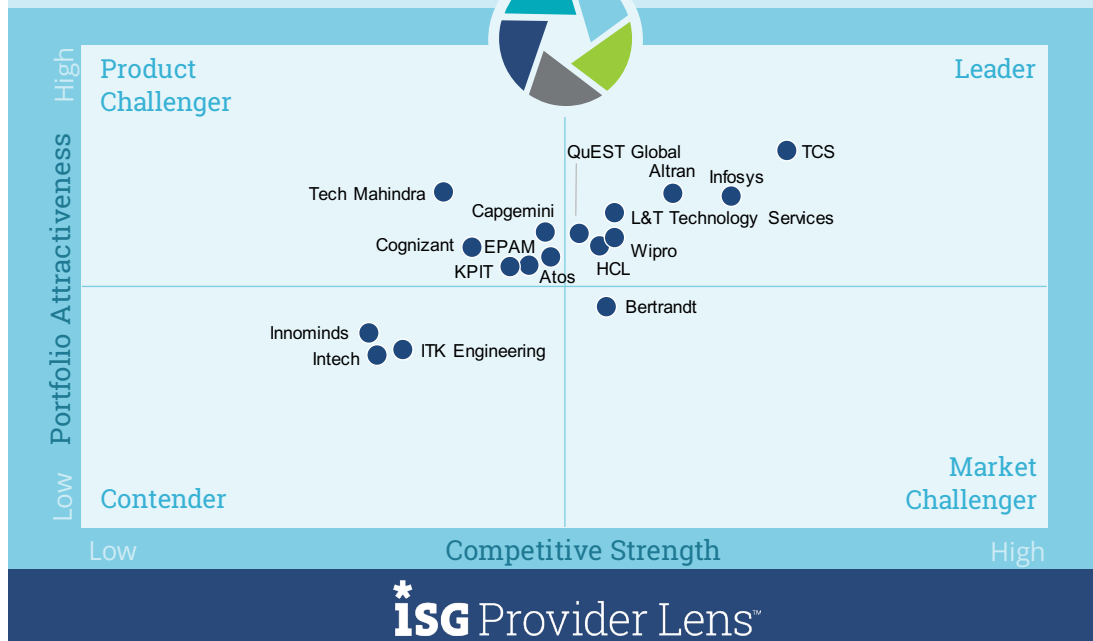 High
Product
Challenger
Leader
Portfolio Attractiveness
QuEST Global
TCS
Altran
Infosys
Tech Mahindra
Capgemini
L&T Technology Services
Cognizant
EPAM
Wipro
KPIT
Atos
HCL
Bertrandt
Innominds
Intech
ITK Engineering
Low
Contender
Market
Challenger
Low
Competitive Strength
High
ISG Provider Lens™